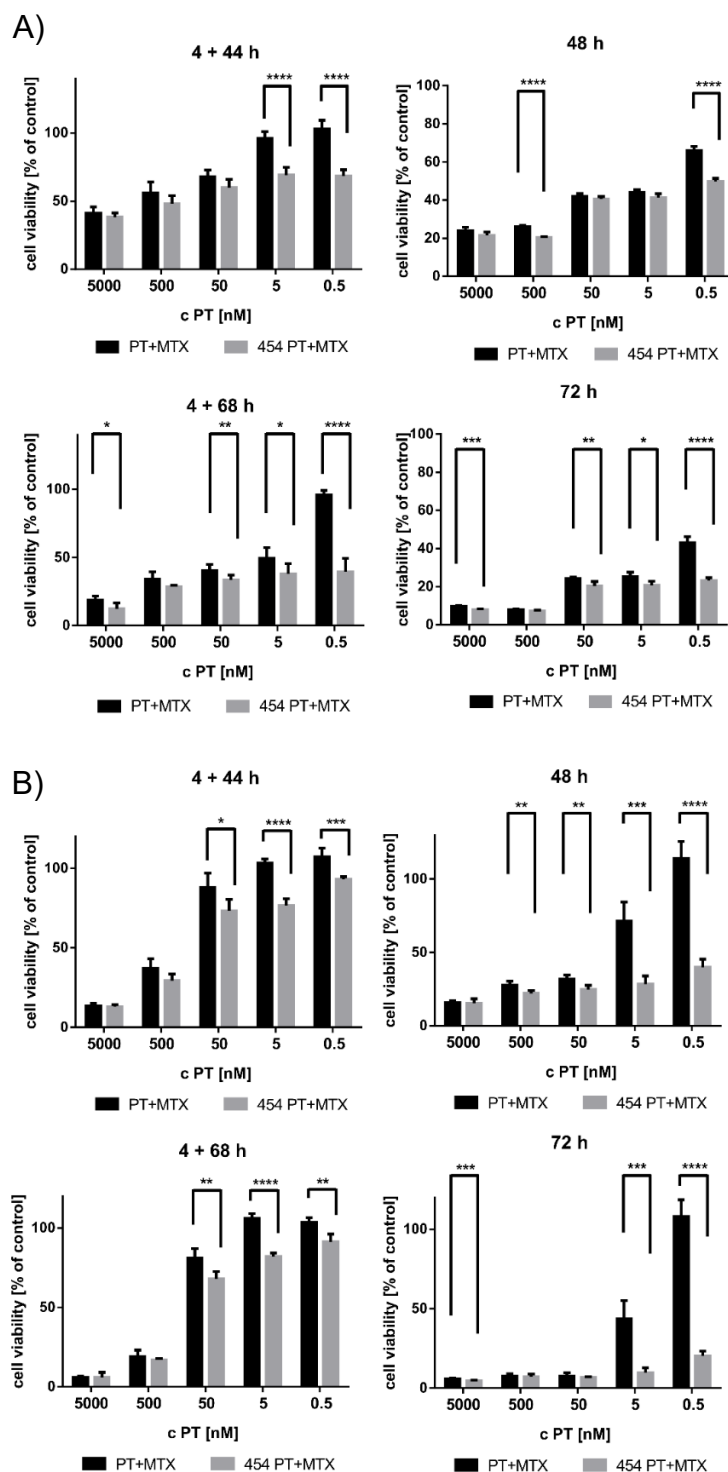 A)
4 + 44 h
cell viability [% of control]
100
50
0
**** ****
5000 500 50 5 0.5
c PT [nM]
PT+MTX 454 PT+MTX
48 h
cell viability [% of control]
100
80
60
40
20
0
**** ****
5000 500 50 5 0.5
c PT [nM]
PT+MTX 454 PT+MTX
4 + 68 h
cell viability [% of control]
100
50
0
* ** * ****
5000 500 50 5 0.5
c PT [nM]
PT+MTX 454 PT+MTX
72 h
cell viability [% of control]
100
80
60
40
20
0
*** ** * ****
5000 500 50 5 0.5
c PT [nM]
PT+MTX 454 PT+MTX
B)
4 + 44 h
cell viability [% of control]
100
50
0
* **** ***
5000 500 50 5 0.5
c PT [nM]
PT+MTX 454 PT+MTX
48 h
cell viability [% of control]
100
50
0
** ** *** ****
5000 500 50 5 0.5
c PT [nM]
PT+MTX 454 PT+MTX
4 + 68 h
cell viability [% of control]
100
50
0
** **** **
5000 500 50 5 0.5
c PT [nM]
PT+MTX 454 PT+MTX
72 h
cell viability [% of control]
100
50
0
*** *** ****
5000 500 50 5 0.5
c PT [nM]
PT+MTX 454 PT+MTX